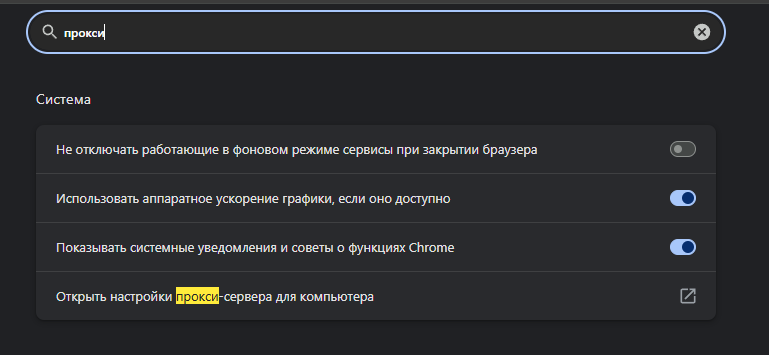 прокси
Система
Не отключать работающие в фоновом режиме сервисы при закрытии браузера
Использовать аппаратное ускорение графики, если оно доступно
Показывать системные уведомления и советы о функциях Chrome
Открыть настройки прокси-сервера для компьютера